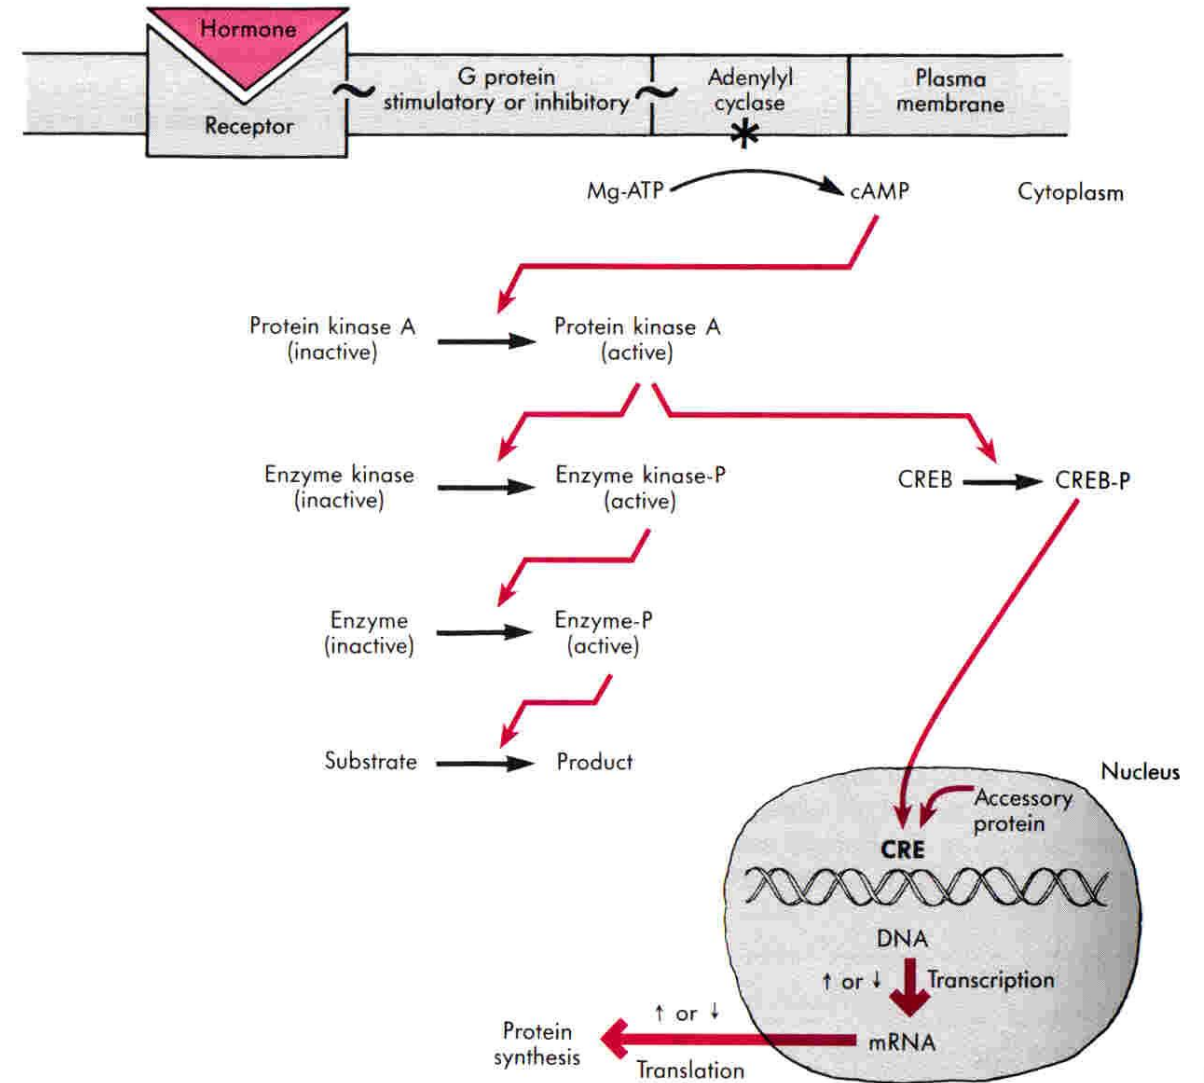 Hormone
Receptor
G protein
stimulatory or inhibitory
Adenylyl
cyclase
*
Plasma
membrane
Mg-ATP
cAMP
Cytoplasm
Protein kinase A
(inactive)
Protein kinase A
(active)
Enzyme kinase
(inactive)
Enzyme kinase-P
(active)
CREB
CREB-P
Enzyme
(inactive)
Enzyme-P
(active)
Substrate
Product
Nucleus
Accessory
protein
CRE
DNA
↑ or ↓
Transcription
mRNA
↑ or ↓
Translation
Protein
synthesis